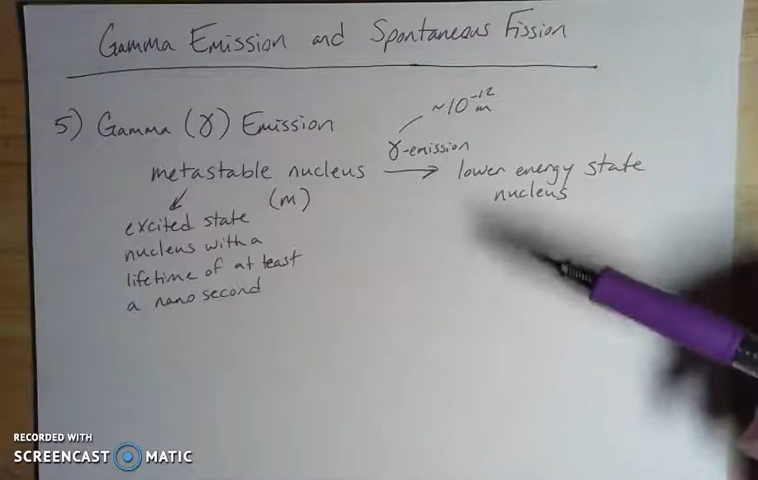 Gamma Emission and Spontaneous Fission
5) Gamma (γ) Emission
~10⁻¹² m
γ-emission
metastable nucleus → lower energy state
(m)
nucleus
excited state
nucleus with a
lifetime of at least
a nano second
RECORDED WITH
SCREENCAST MATIC